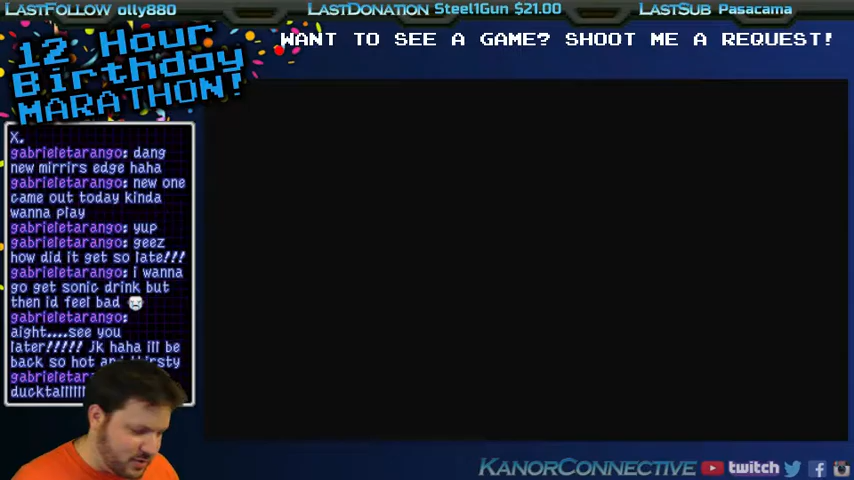 LASTFOLLOW olly880 LASTDONATION Steel1Gun $21.00 LASTSUB Pasacama
12 Hour
Birthday
MARATHON!
WANT TO SEE A GAME? SHOOT ME A REQUEST!
X.
gabrieletarango: dang
new mirrirs edge haha
gabrieletarango: new one
came out today kinda
wanna play
gabrieletarango: yup
gabrieletarango: geez
how did it get so late!!!
gabrieletarango: i wanna
go get sonic drink but
then id feel bad
gabrieletarango:
aight....see you
later!!!!! jk haha ill be
back so hot and thirsty
KANORCONNECTIVE twitch